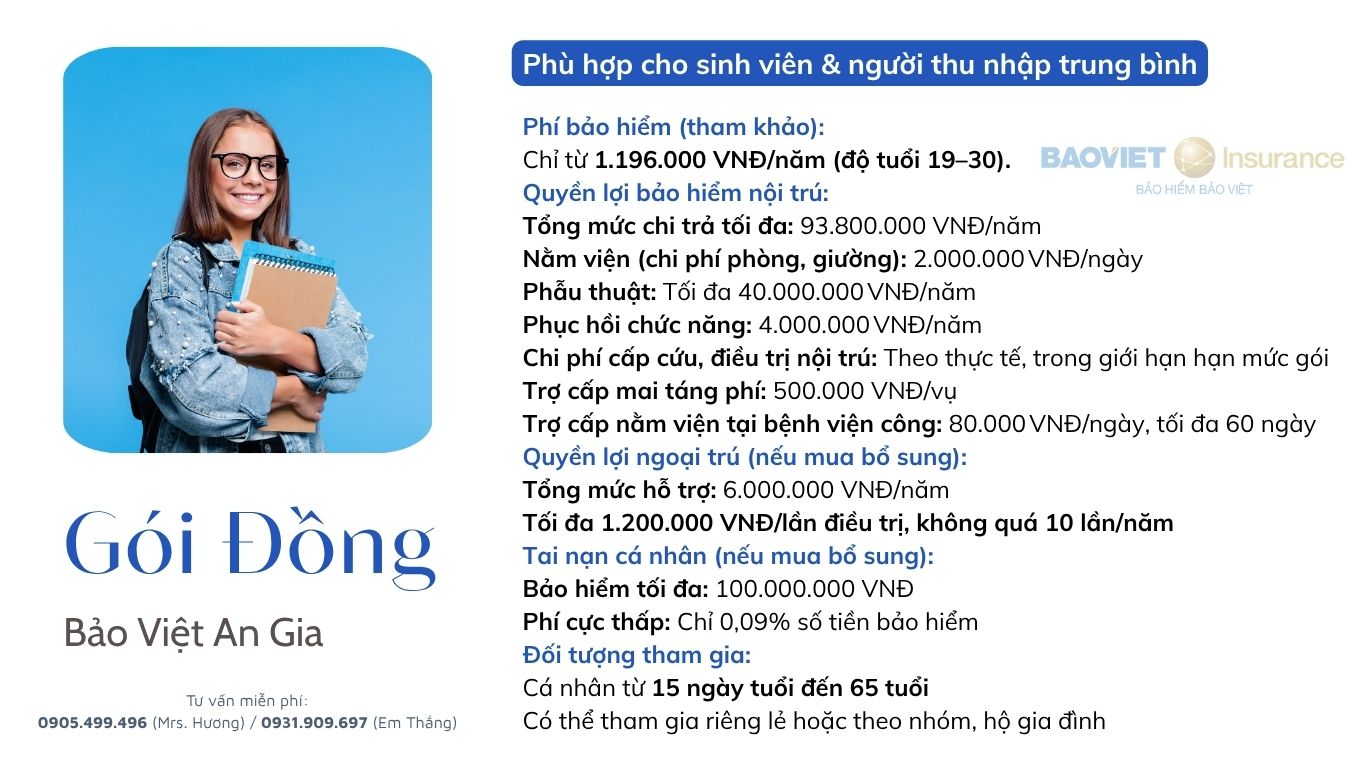 Phù hợp cho sinh viên & người thu nhập trung bình
Phí bảo hiểm (tham khảo):
Chỉ từ 1.196.000 VNĐ/năm (độ tuổi 19–30).
BAOVIET Insurance
BẢO HIỂM BẢO VIỆT
Quyền lợi bảo hiểm nội trú:
Tổng mức chi trả tối đa: 93.800.000 VNĐ/năm
Nằm viện (chi phí phòng, giường): 2.000.000 VNĐ/ngày
Phẫu thuật: Tối đa 40.000.000 VNĐ/năm
Phục hồi chức năng: 4.000.000 VNĐ/năm
Chi phí cấp cứu, điều trị nội trú: Theo thực tế, trong giới hạn hạn mức gói
Trợ cấp mai táng phí: 500.000 VNĐ/vụ
Trợ cấp nằm viện tại bệnh viện công: 80.000 VNĐ/ngày, tối đa 60 ngày
Quyền lợi ngoại trú (nếu mua bổ sung):
Tổng mức hỗ trợ: 6.000.000 VNĐ/năm
Tối đa 1.200.000 VNĐ/lần điều trị, không quá 10 lần/năm
Tai nạn cá nhân (nếu mua bổ sung):
Bảo hiểm tối đa: 100.000.000 VNĐ
Phí cực thấp: Chỉ 0,09% số tiền bảo hiểm
Đối tượng tham gia:
Cá nhân từ 15 ngày tuổi đến 65 tuổi
Có thể tham gia riêng lẻ hoặc theo nhóm, hộ gia đình
Gói Đồng
Bảo Việt An Gia
Tư vấn miễn phí:
0905.499.496 (Mrs. Hương) / 0931.909.697 (Em Thắng)